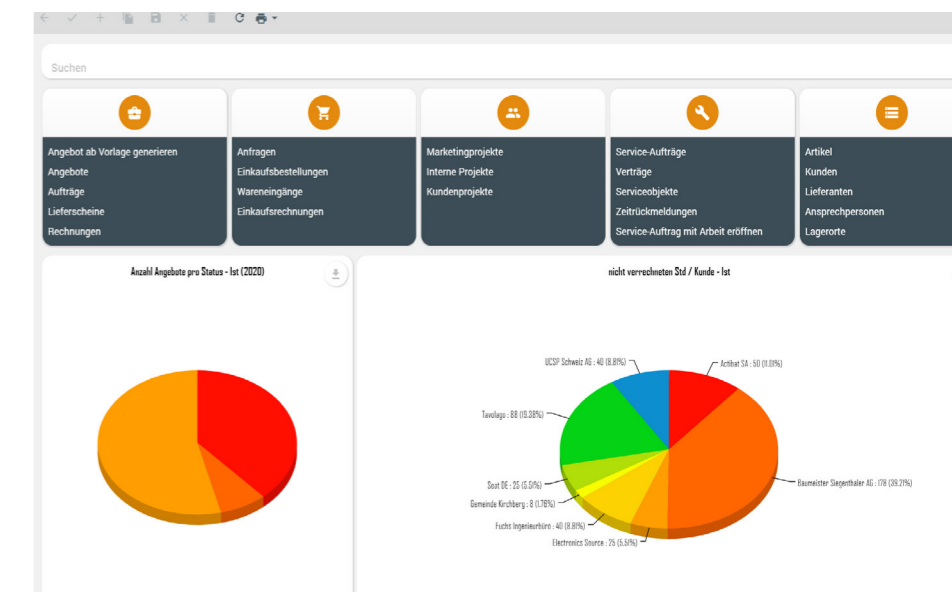 Suchen
Angebot ab Vorlage generieren
Angebote
Aufträge
Lieferscheine
Rechnungen
Anfragen
Einkaufsbestellungen
Wareneingänge
Einkaufsrechnungen
Marketingprojekte
Interne Projekte
Kundenprojekte
Service-Aufträge
Verträge
Serviceobjekte
Zeitrückmeldungen
Service-Auftrag mit Arbeit eröffnen
Artikel
Kunden
Lieferanten
Ansprechpersonen
Lagerorte
Anzahl Angebote pro Status - Ist (2020)
nicht verrechneten Std / Kunde - Ist
UCSP Schweiz AG : 40 (8.81%)
Actibat SA : 50 (11.01%)
Tavolago : 88 (19.38%)
Baumeister Siegenthaler AG : 178 (39.21%)
Seat DE : 25 (5.51%)
Gemeinde Kirchberg : 8 (1.76%)
Fuchs Ingenieurbüro : 40 (8.81%)
Electronics Source : 25 (5.51%)